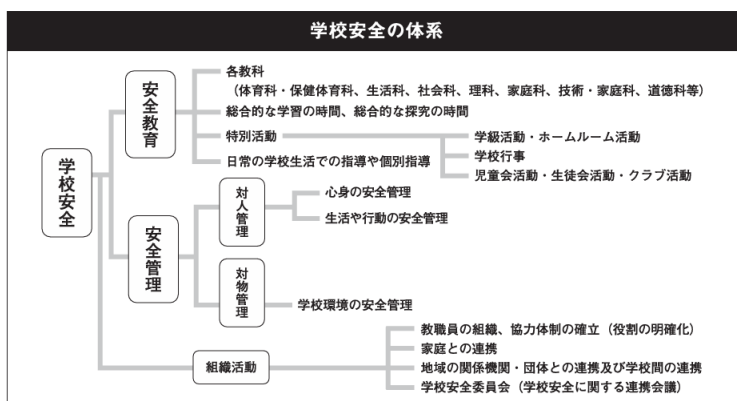 学校安全の体系
学校安全
安全教育
各教科
（体育科・保健体育科、生活科、社会科、理科、家庭科、技術・家庭科、道徳科等）
総合的な学習の時間、総合的な探究の時間
特別活動
学級活動・ホームルーム活動
学校行事
児童会活動・生徒会活動・クラブ活動
日常の学校生活での指導や個別指導
安全管理
対人管理
心身の安全管理
生活や行動の安全管理
対物管理
学校環境の安全管理
組織活動
教職員の組織、協力体制の確立（役割の明確化）
家庭との連携
地域の関係機関・団体との連携及び学校間の連携
学校安全委員会（学校安全に関する連携会議）